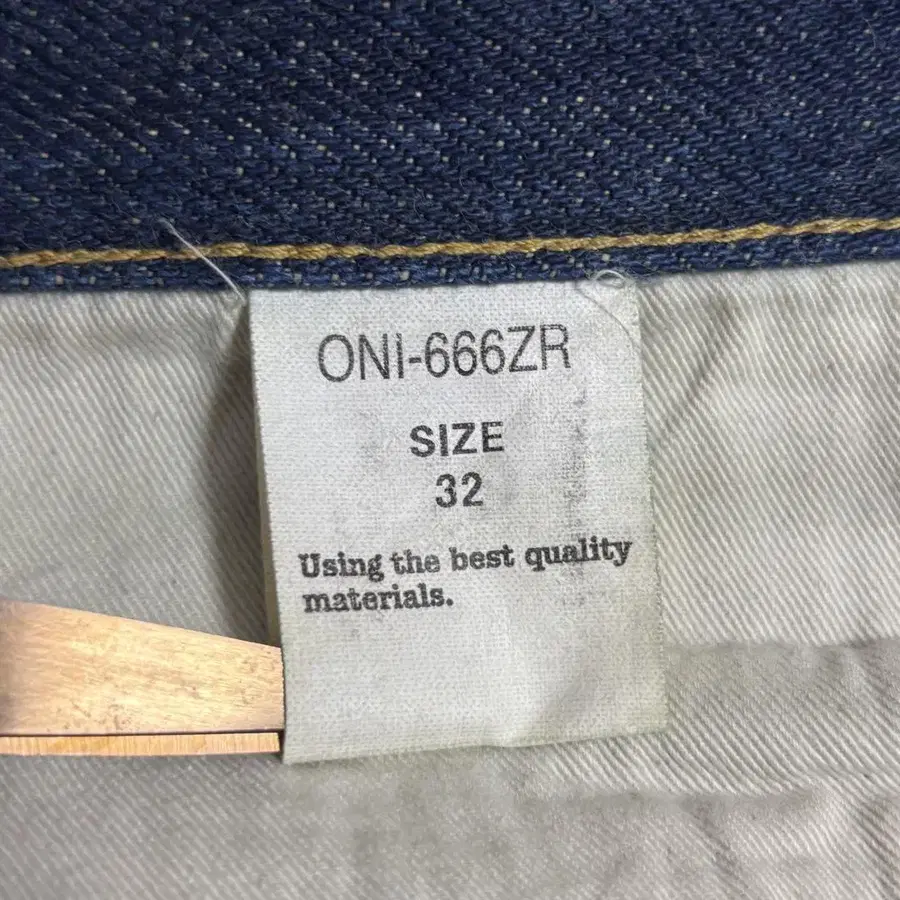 ONI-666ZR
SIZE
32
Using the best quality
materials.